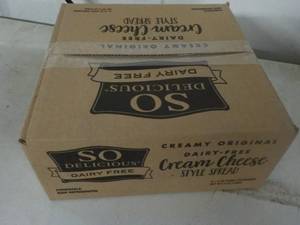 DAIRY-FREE
Cream Cheese
STYLE SPREAD
CREAMY ORIGINAL
SO
DELICIOUS
DAIRY FREE
SO
DELICIOUS
DAIRY FREE
CREAMY ORIGINAL
DAIRY-FREE
Cream Cheese
STYLE SPREAD